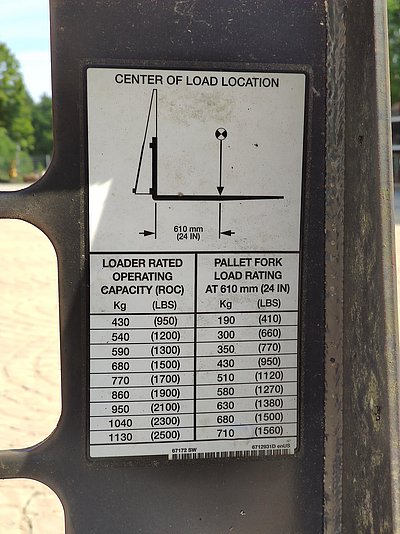 CENTER OF LOAD LOCATION
610 mm
(24 IN)
LOADER RATED
OPERATING
CAPACITY (ROC)
Kg (LBS)
PALLET FORK
LOAD RATING
AT 610 mm (24 IN)
Kg (LBS)
430 (950) 190 (410)
540 (1200) 300 (660)
590 (1300) 350 (770)
680 (1500) 430 (950)
770 (1700) 510 (1120)
860 (1900) 580 (1270)
950 (2100) 630 (1380)
1040 (2300) 680 (1500)
1130 (2500) 710 (1560)
67172 SW 6712931D enUS